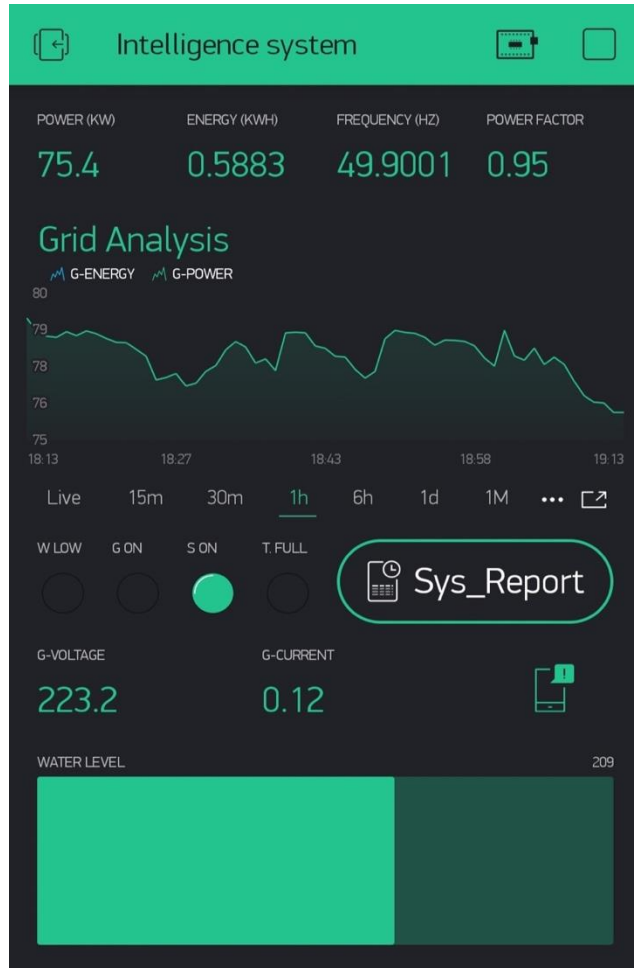 Intelligence system
POWER (KW) ENERGY (KWH) FREQUENCY (HZ) POWER FACTOR
75.4 0.5883 49.9001 0.95
Grid Analysis
G-ENERGY G-POWER
80
79
78
76
75
18:13 18:27 18:43 18:58 19:13
Live 15m 30m 1h 6h 1d 1M •••
W LOW G ON S ON T. FULL
Sys_Report
G-VOLTAGE G-CURRENT
223.2 0.12
!
WATER LEVEL 209